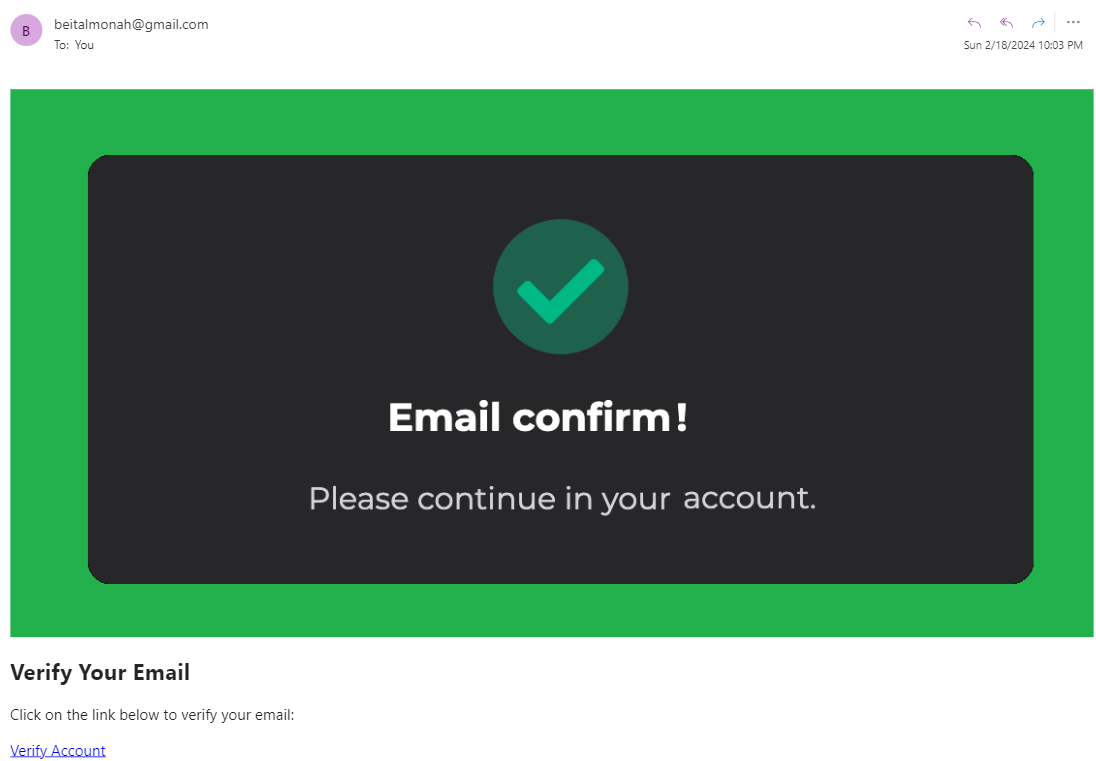 B
beitalmonah@gmail.com
To: You
Sun 2/18/2024 10:03 PM
Email confirm!
Please continue in your account.
Verify Your Email
Click on the link below to verify your email:
Verify Account